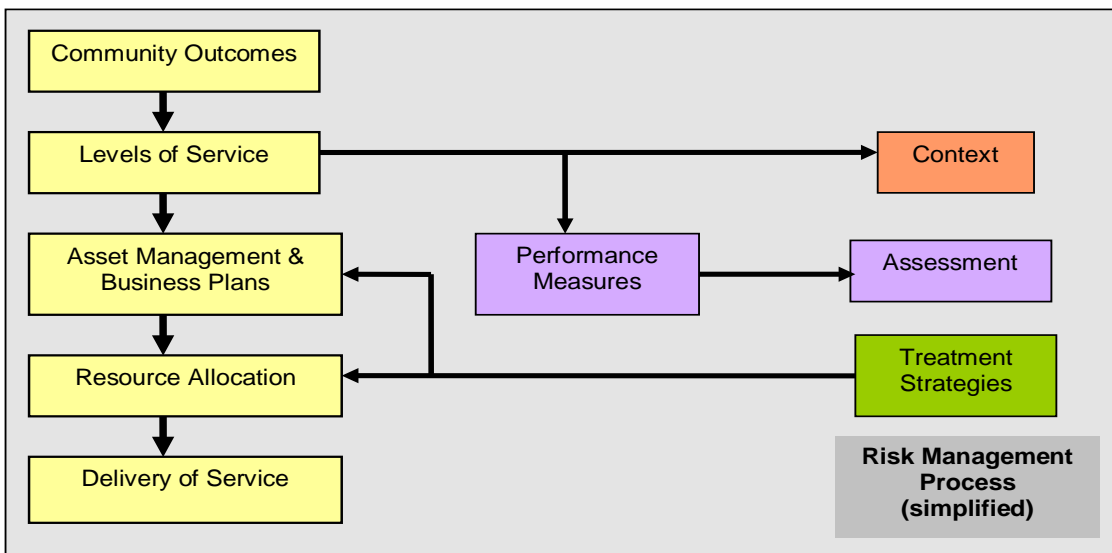 Community Outcomes
Levels of Service
Context
Asset Management &
Business Plans
Performance
Measures
Assessment
Resource Allocation
Treatment
Strategies
Delivery of Service
Risk Management
Process
(simplified)